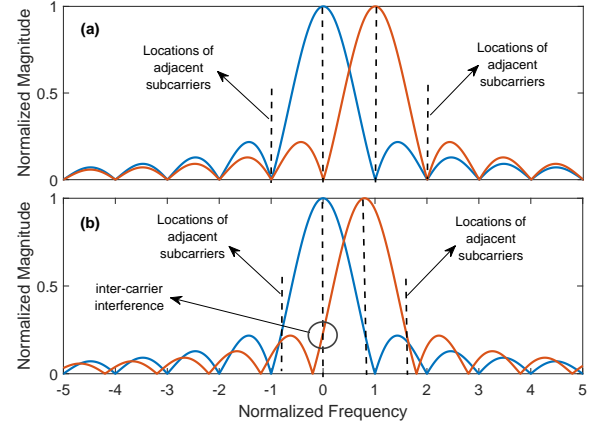 (a)
Locations of
adjacent
subcarriers
Locations of
adjacent
subcarriers
Normalized Magnitude
1
0.5
0
(b)
Locations of
adjacent
subcarriers
Locations of
adjacent
subcarriers
inter-carrier
interference
Normalized Magnitude
1
0.5
0
-5 -4 -3 -2 -1 0 1 2 3 4 5
Normalized Frequency